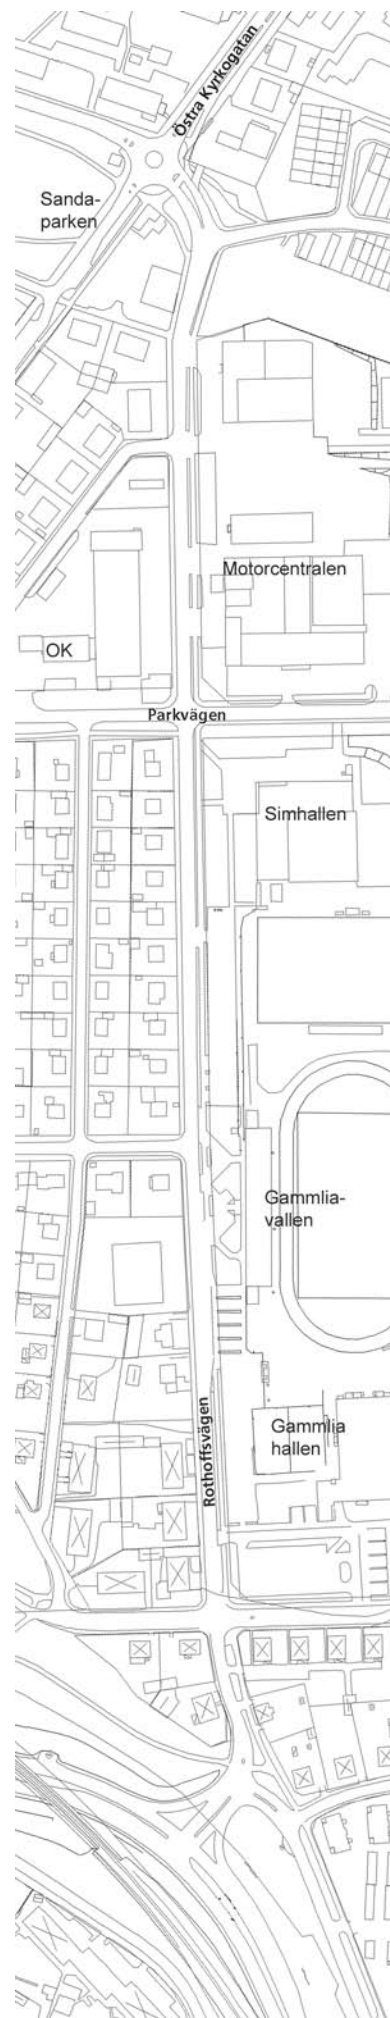 Östra Kyrkogatan
Sanda-
parken
Motorcentralen
OK
Parkvägen
Simhallen
Gammlia-
vallen
Rothoffsvägen
Gammlia
hallen